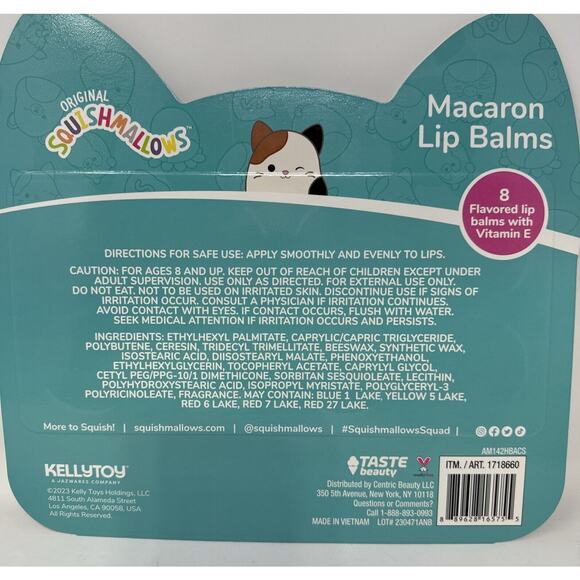 ORIGINAL
SQUISHMALLOWS™
Macaron
Lip Balms
8
Flavored lip
balms with
Vitamin E
DIRECTIONS FOR SAFE USE: APPLY SMOOTHLY AND EVENLY TO LIPS.
CAUTION: FOR AGES 8 AND UP. KEEP OUT OF REACH OF CHILDREN EXCEPT UNDER
ADULT SUPERVISION. USE ONLY AS DIRECTED. FOR EXTERNAL USE ONLY.
DO NOT EAT. NOT TO BE USED ON IRRITATED SKIN. DISCONTINUE USE IF SIGNS OF
IRRITATION OCCUR. CONSULT A PHYSICIAN IF IRRITATION CONTINUES.
AVOID CONTACT WITH EYES. IF CONTACT OCCURS, FLUSH WITH WATER.
SEEK MEDICAL ATTENTION IF IRRITATION OCCURS AND PERSISTS.
INGREDIENTS: ETHYLHEXYL PALMITATE, CAPRYLIC/CAPRIC TRIGLYCERIDE,
POLYBUTENE, CERESIN, TRIDECYL TRIMELLITATE, BEESWAX, SYNTHETIC WAX,
ISOSTEARIC ACID, DIISOSTEARYL MALATE, PHENOXYETHANOL,
ETHYLHEXYLGLYCERIN, TOCOPHERYL ACETATE, CAPRYLYL GLYCOL,
CETYL PEG/PPG-10/1 DIMETHICONE, SORBITAN SESQUIOLEATE, LECITHIN,
POLYHYDROXYSTEARIC ACID, ISOPROPYL MYRISTATE, POLYGLYCERYL-3
POLYRICINOLEATE, FRAGRANCE. MAY CONTAIN: BLUE 1 LAKE, YELLOW 5 LAKE,
RED 6 LAKE, RED 7 LAKE, RED 27 LAKE.
More to Squish! | squishmallows.com | @squishmallows | #SquishmallowsSquad |
AM142HBACS
KELLYTOY
A JAZWARES COMPANY
©2023 Kelly Toys Holdings, LLC
4811 South Alameda Street
Los Angeles, CA 90058, USA
All Rights Reserved.
TASTE
beauty
Distributed by Centric Beauty LLC
350 5th Avenue, New York, NY 10118
Questions or Comments?
Call 1-888-893-0993
MADE IN VIETNAM LOT# 230471ANB
ITM. / ART. 1718660
8 89628 16575 5